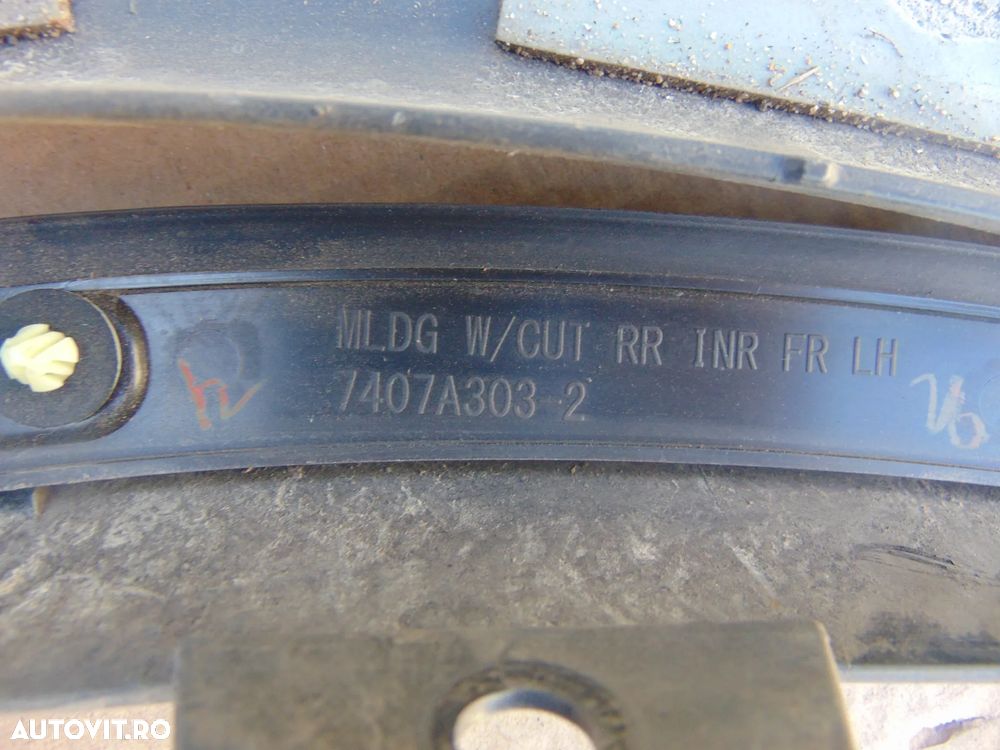 MLDG W/CUT RR INR FR LH
7407A303-2
AUTOVIT.RO